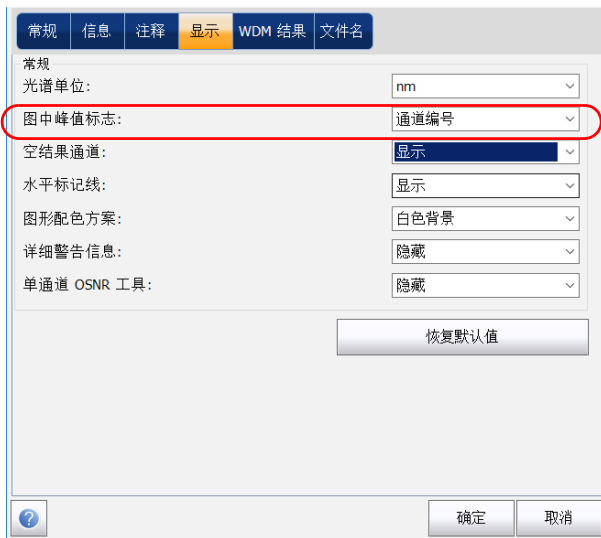 常规 信息 注释 显示 WDM 结果 文件名
常规
光谱单位: nm
图中峰值标志: 通道编号
空结果通道: 显示
水平标记线: 显示
图形配色方案: 白色背景
详细警告信息: 隐藏
单通道 OSNR 工具: 隐藏
恢复默认值
? 确定 取消